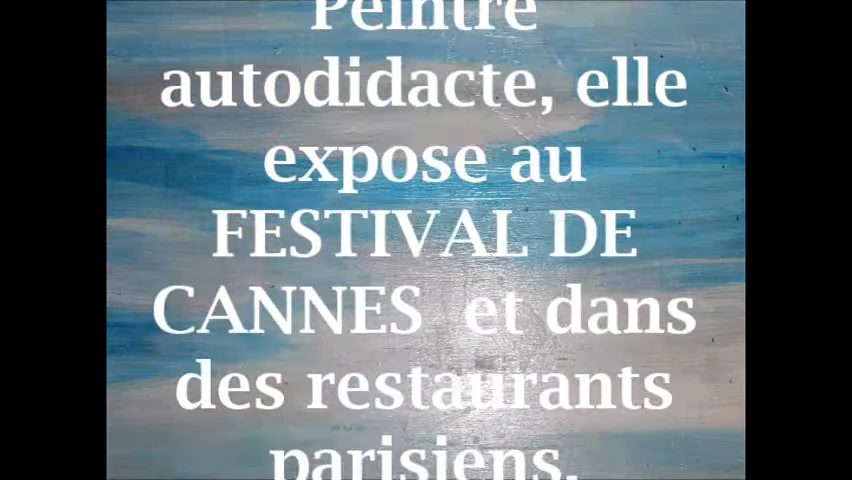 Peintre
autodidacte, elle
expose au
FESTIVAL DE
CANNES et dans
des restaurants
parisiens.